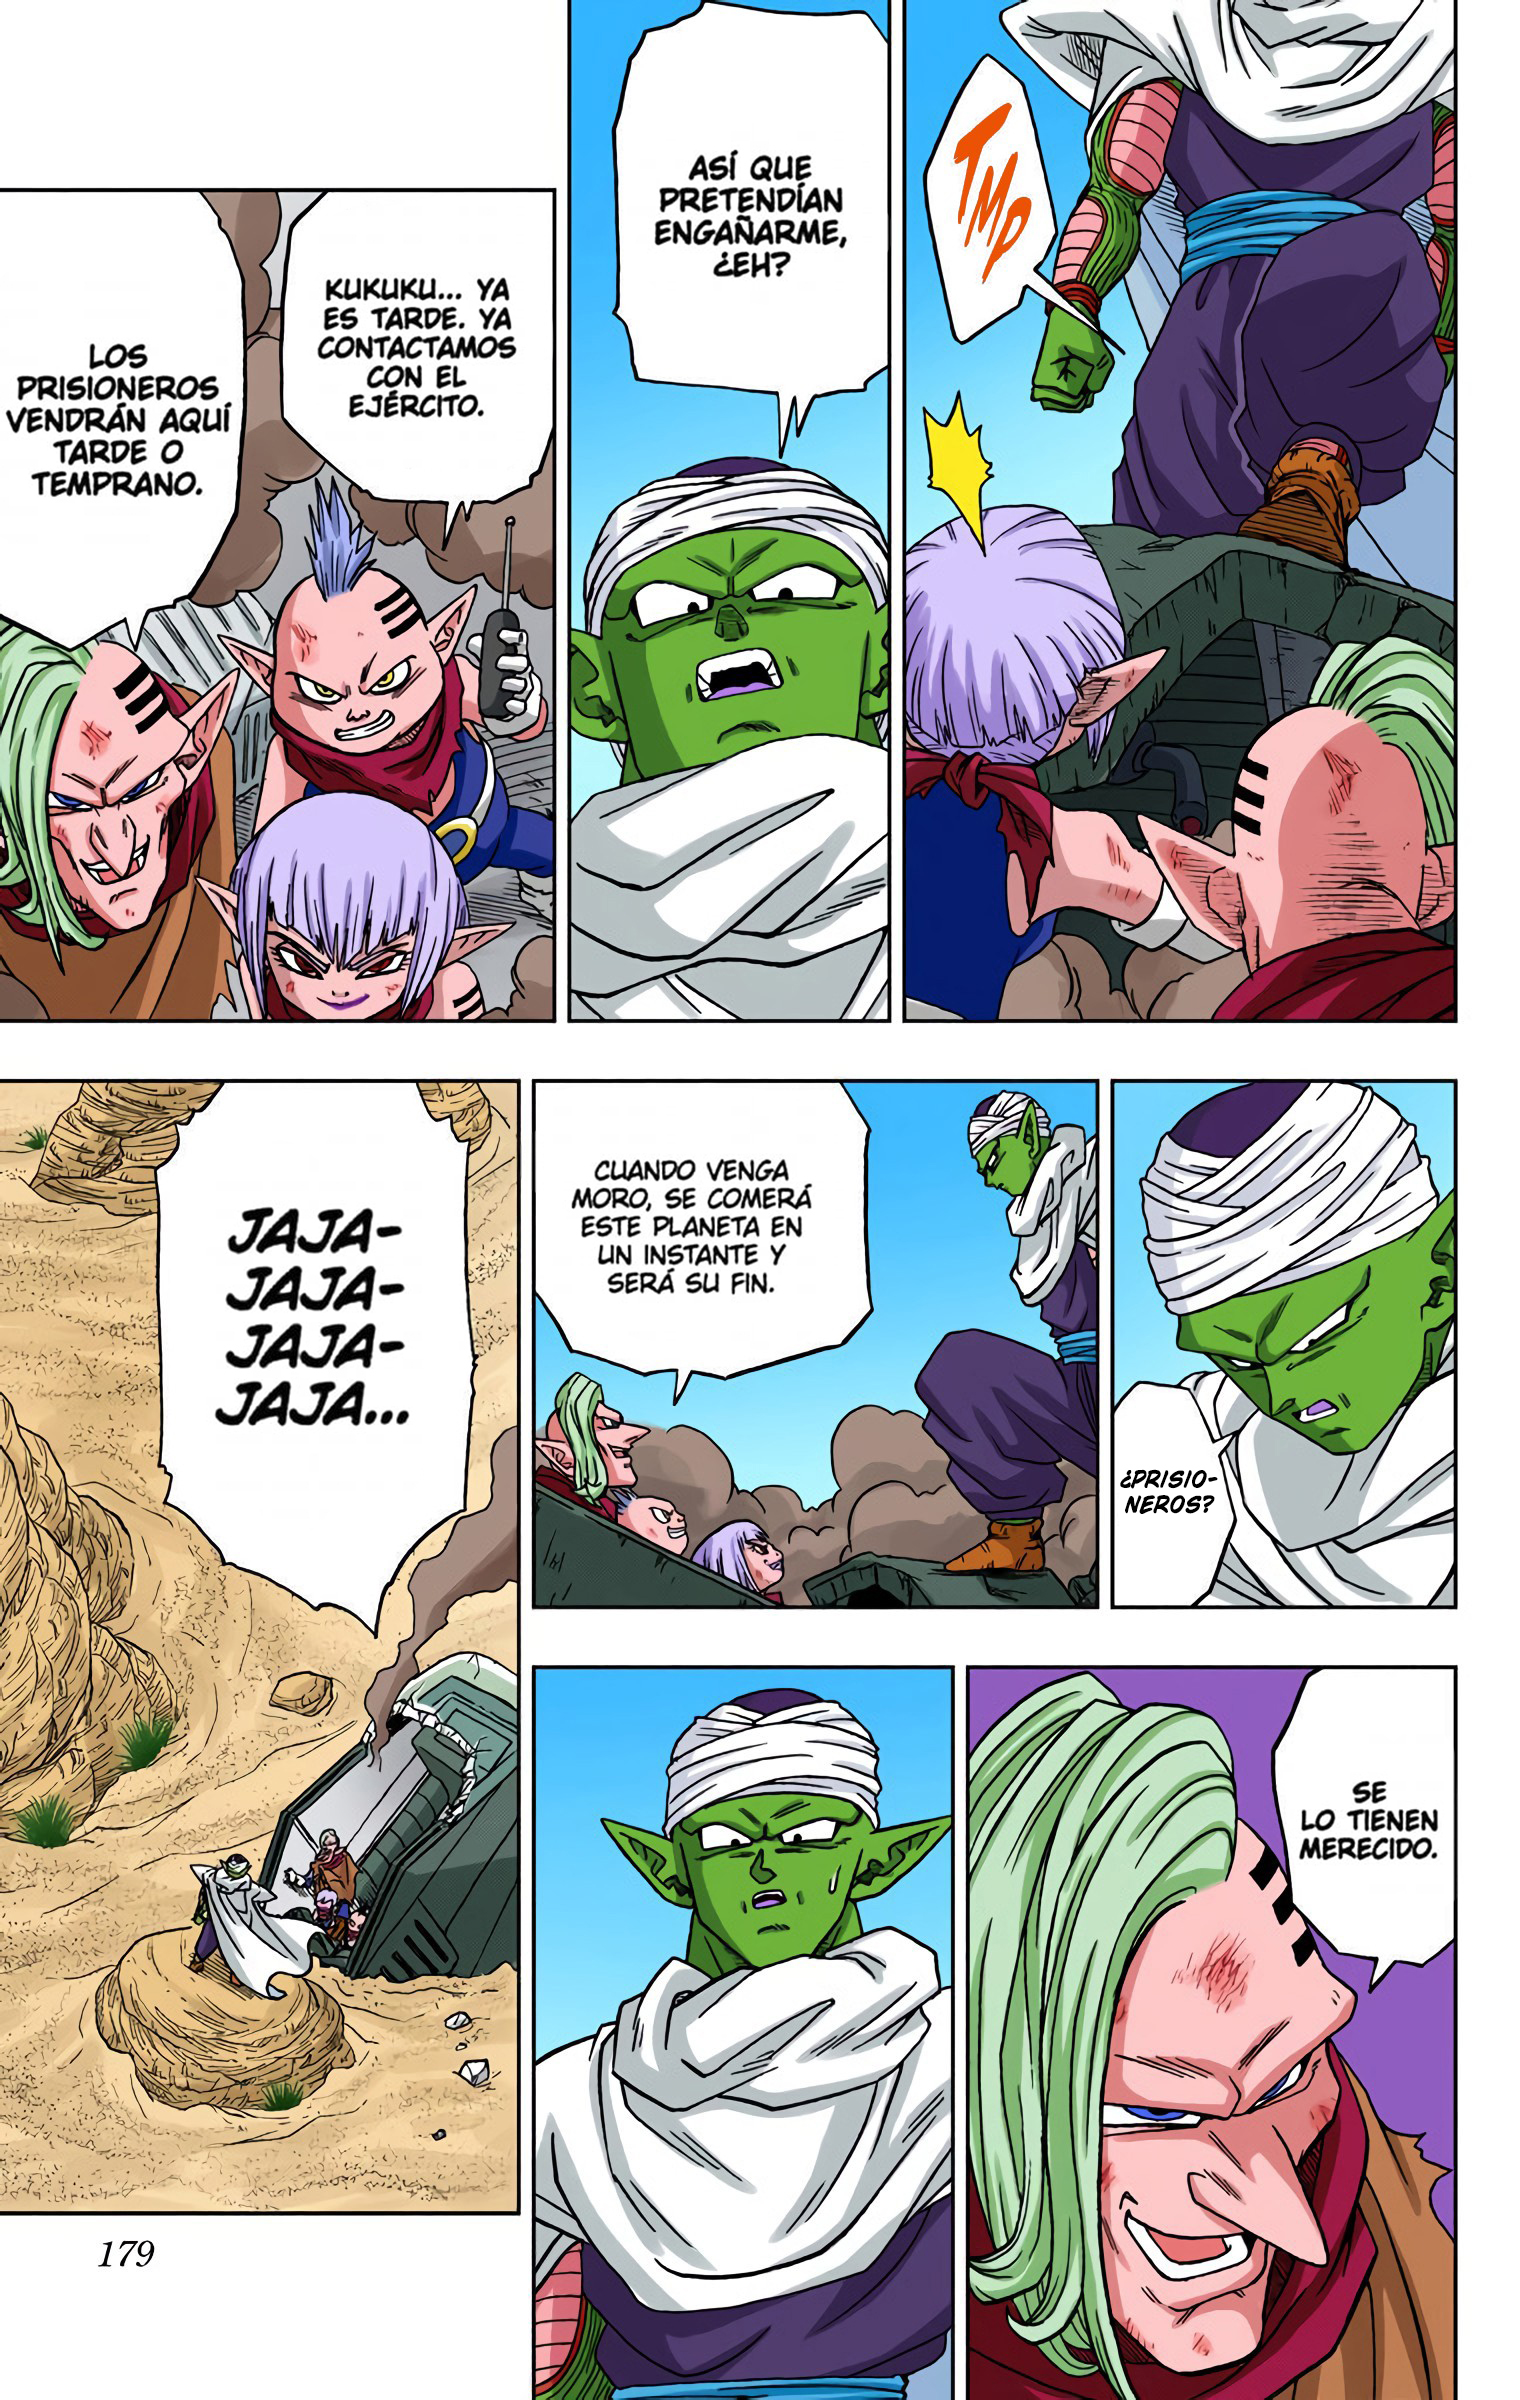 TMP
ASÍ QUE
PRETENDÍAN
ENGAÑARME,
¿EH?
KUKUKU... YA
ES TARDE. YA
CONTACTAMOS
CON EL
EJÉRCITO.
LOS
PRISIONEROS
VENDRÁN AQUÍ
TARDE O
TEMPRANO.
¿PRISIO-
NEROS?
CUANDO VENGA
MORO, SE COMERÁ
ESTE PLANETA EN
UN INSTANTE Y
SERÁ SU FIN.
SE
LO TIENEN
MERECIDO.
JAJA-
JAJA-
JAJA-
JAJA...
179